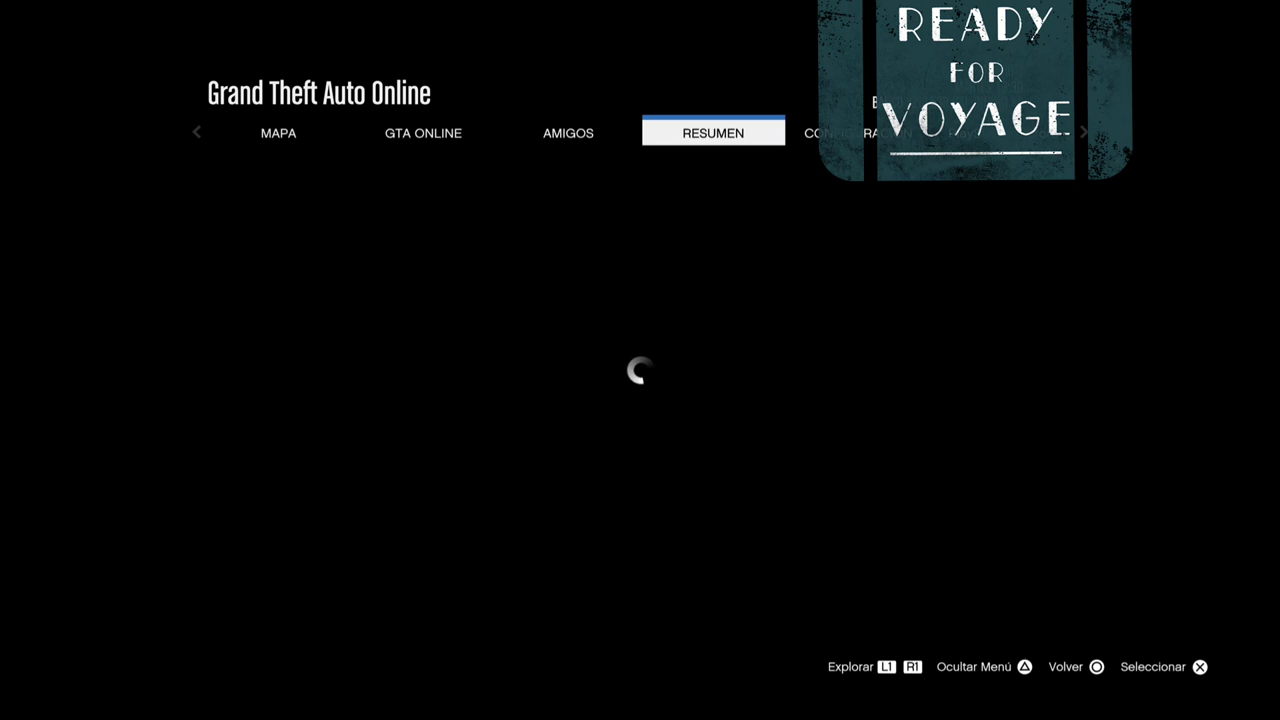 READY
FOR
VOYAGE
Grand Theft Auto Online
MAPA
GTA ONLINE
AMIGOS
RESUMEN
Explorar L1 R1
Ocultar Menú
Volver
Seleccionar